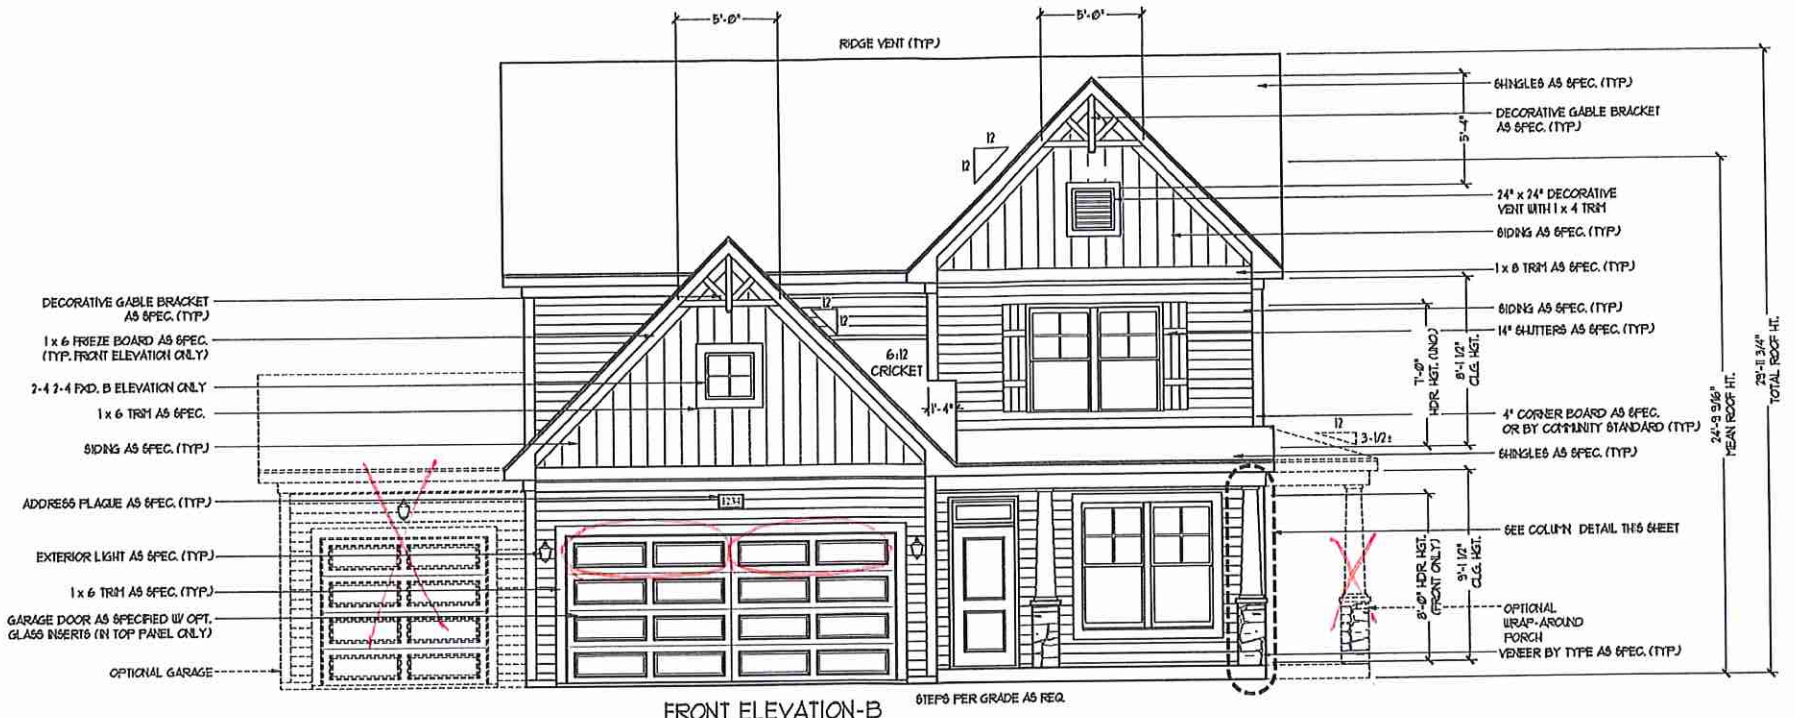 5'-0"
5'-0"
RIDGE VENT (TYP.)
SHINGLES AS SPEC. (TYP.)
DECORATIVE GABLE BRACKET
AS SPEC. (TYP.)
5'-4"
12
12
24" x 24" DECORATIVE
VENT WITH 1 x 4 TRIM
SIDING AS SPEC. (TYP.)
1 x 8 TRIM AS SPEC. (TYP.)
SIDING AS SPEC. (TYP.)
14" SHUTTERS AS SPEC. (TYP.)
7'-0"
HDR. HGT. (UNO.)
8'-1 1/2"
CLG. HGT.
24'-9 9/16"
MEAN ROOF HT.
29'-11 3/4"
TOTAL ROOF HT.
4" CORNER BOARD AS SPEC.
OR BY COMMUNITY STANDARD (TYP.)
12
3-1/2±
SHINGLES AS SPEC. (TYP.)
SEE COLUMN DETAIL THIS SHEET
8'-0" HDR. HGT.
(FRONT ONLY)
9'-1 1/2"
CLG. HGT.
OPTIONAL
WRAP-AROUND
PORCH
VENEER BY TYPE AS SPEC. (TYP.)
DECORATIVE GABLE BRACKET
AS SPEC. (TYP.)
1 x 6 FRIEZE BOARD AS SPEC.
(TYP. FRONT ELEVATION ONLY)
2-4 2-4 FXD. B ELEVATION ONLY
1 x 6 TRIM AS SPEC.
SIDING AS SPEC. (TYP.)
ADDRESS PLAQUE AS SPEC. (TYP.)
EXTERIOR LIGHT AS SPEC. (TYP.)
1 x 6 TRIM AS SPEC. (TYP.)
GARAGE DOOR AS SPECIFIED W/ OPT.
GLASS INSERTS (IN TOP PANEL ONLY)
OPTIONAL GARAGE
12
12
6:12
CRICKET
1'-4"
1234
STEPS PER GRADE AS REQ.
FRONT ELEVATION-B